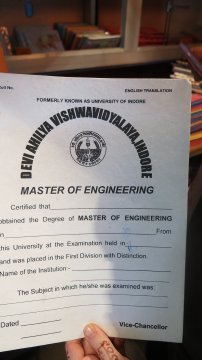 Roll No.
ENGLISH TRANSLATION
FORMERLY KNOWN AS UNIVERSITY OF INDORE
DEVI AHILYA VISHWAVIDYALAYA, INDORE
MASTER OF ENGINEERING
Certified that
obtained the Degree of MASTER OF ENGINEERING
in From
this University at the Examination held in
and was placed in the First Division with Distinction.
Name of the Institution :-
The Subject in which he/she was examined was:
Dated
Vice-Chancellor